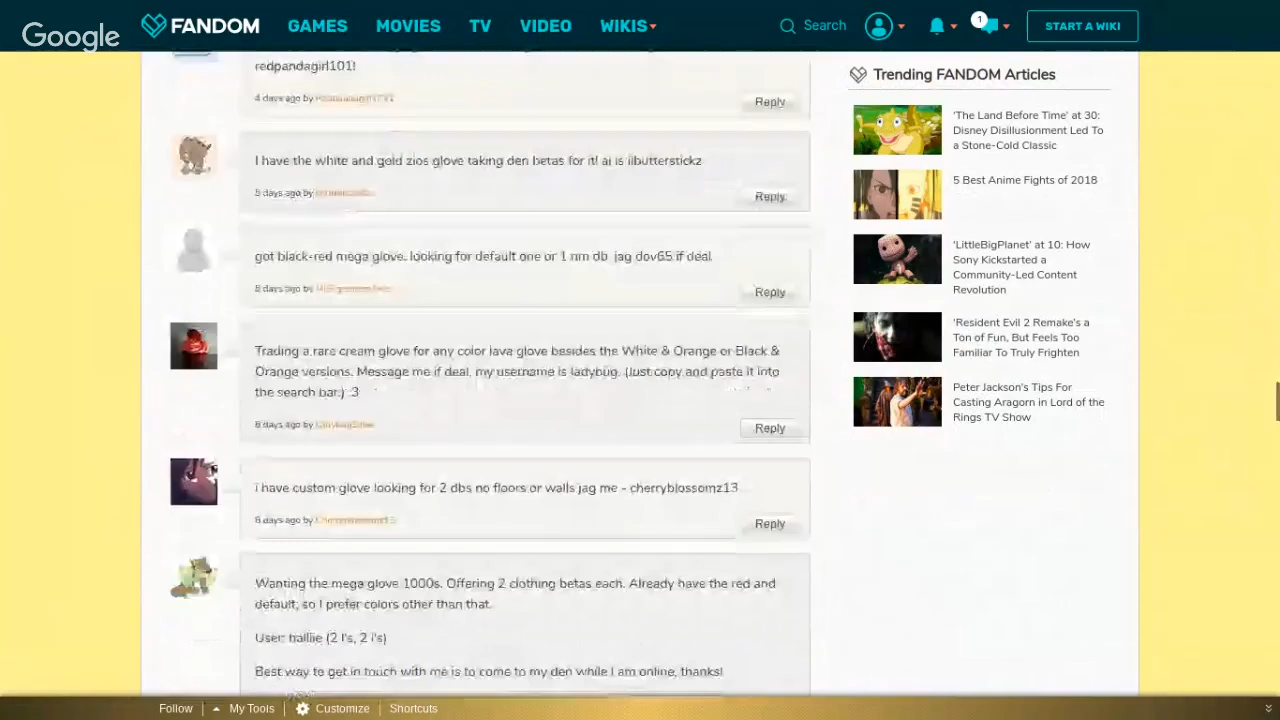 Google
FANDOM
GAMES
MOVIES
TV
VIDEO
WIKIS
Search
1
START A WIKI
redpandagirl101!
4 days ago by
Reply
I have the white and gold zios glove taking den betas for it! aj is iibutterstickz
5 days ago by
Reply
got black-red mega glove. looking for default one or 1 nm db jag dov65 if deal
Reply
Trading a rare cream glove for any color lava glove besides the White & Orange or Black &
Orange versions. Message me if deal, my username is ladybug. (Just copy and paste it into
the search bar.) :3
days ago by
Reply
I have custom glove looking for 2 dbs no floors or walls jag me - cherryblossomz13
days ago by
Reply
Wanting the mega glove 1000s. Offering 2 clothing betas each. Already have the red and
default, so I prefer colors other than that.
User: (2 l's, 2 i's)
Best way to get in touch with me is to come to my den while I am online, thanks!
Trending FANDOM Articles
'The Land Before Time' at 30:
Disney Disillusionment Led To
a Stone-Cold Classic
5 Best Anime Fights of 2018
'LittleBigPlanet' at 10: How
Sony Kickstarted a
Community-Led Content
Revolution
'Resident Evil 2 Remake's a
Ton of Fun, But Feels Too
Familiar To Truly Frighten
Peter Jackson's Tips For
Casting Aragorn in Lord of the
Rings TV Show
Follow
My Tools
Customize
Shortcuts